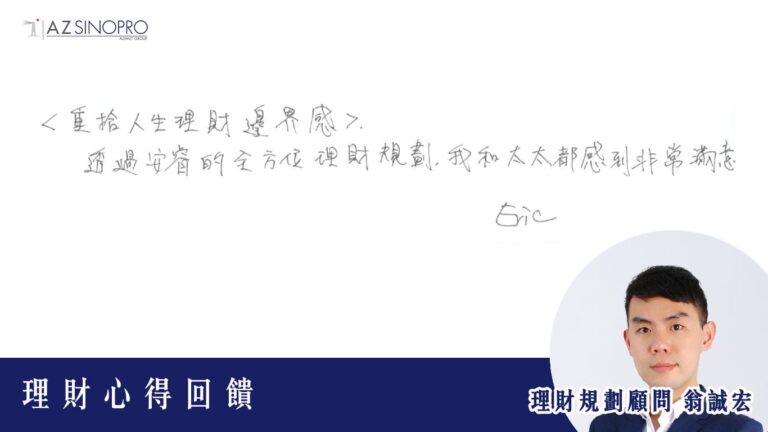 AZ SINOPRO
AZIMUT GROUP
<重拾人生理財邊界感>.
透過安睿的全方位理財規劃,我和太太都感到非常滿意
Eric
理財心得回饋
理財規劃顧問 翁誠宏